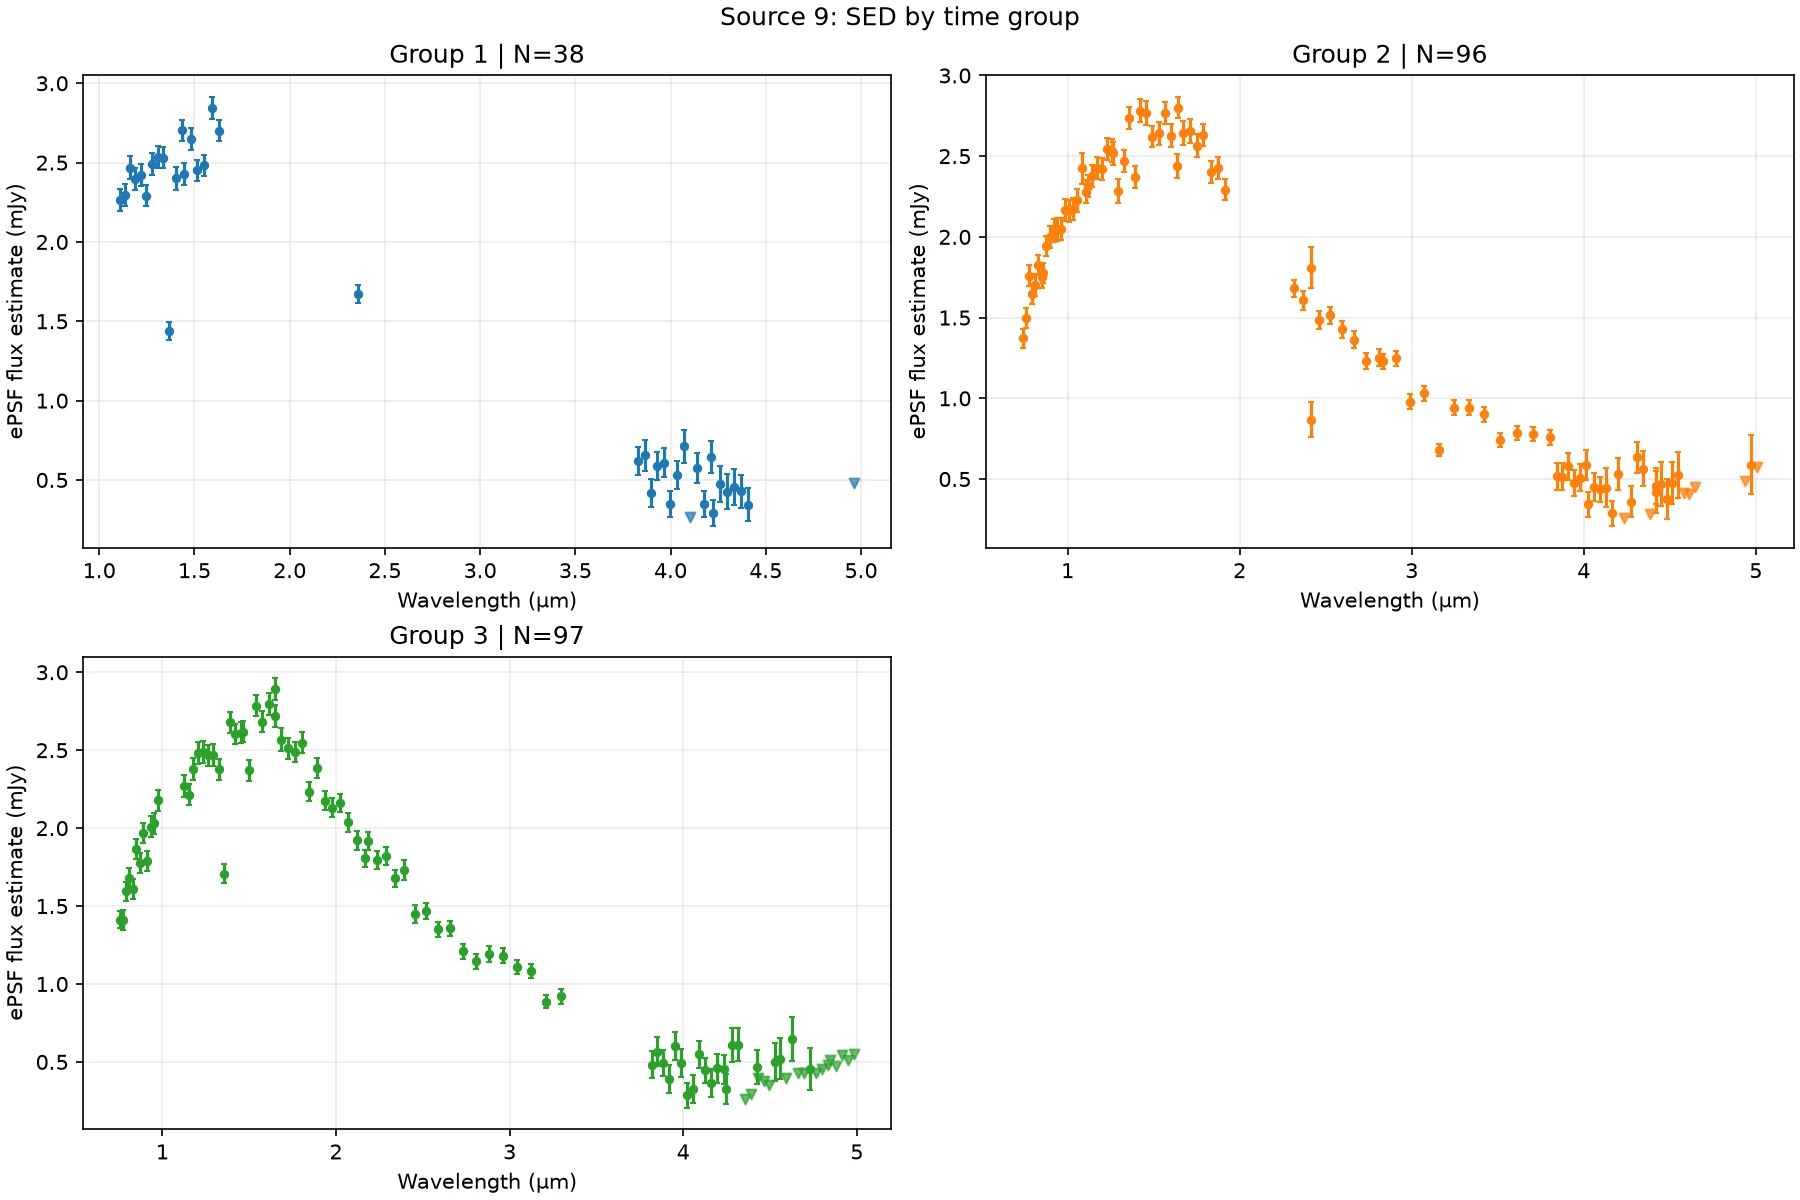 Source 9: SED by time group
Group 1 | N=38
ePSF flux estimate (mJy)
3.0
2.5
2.0
1.5
1.0
0.5
1.0 1.5 2.0 2.5 3.0 3.5 4.0 4.5 5.0
Wavelength (μm)
Group 2 | N=96
ePSF flux estimate (mJy)
3.0
2.5
2.0
1.5
1.0
0.5
1 2 3 4 5
Wavelength (μm)
Group 3 | N=97
ePSF flux estimate (mJy)
3.0
2.5
2.0
1.5
1.0
0.5
1 2 3 4 5
Wavelength (μm)